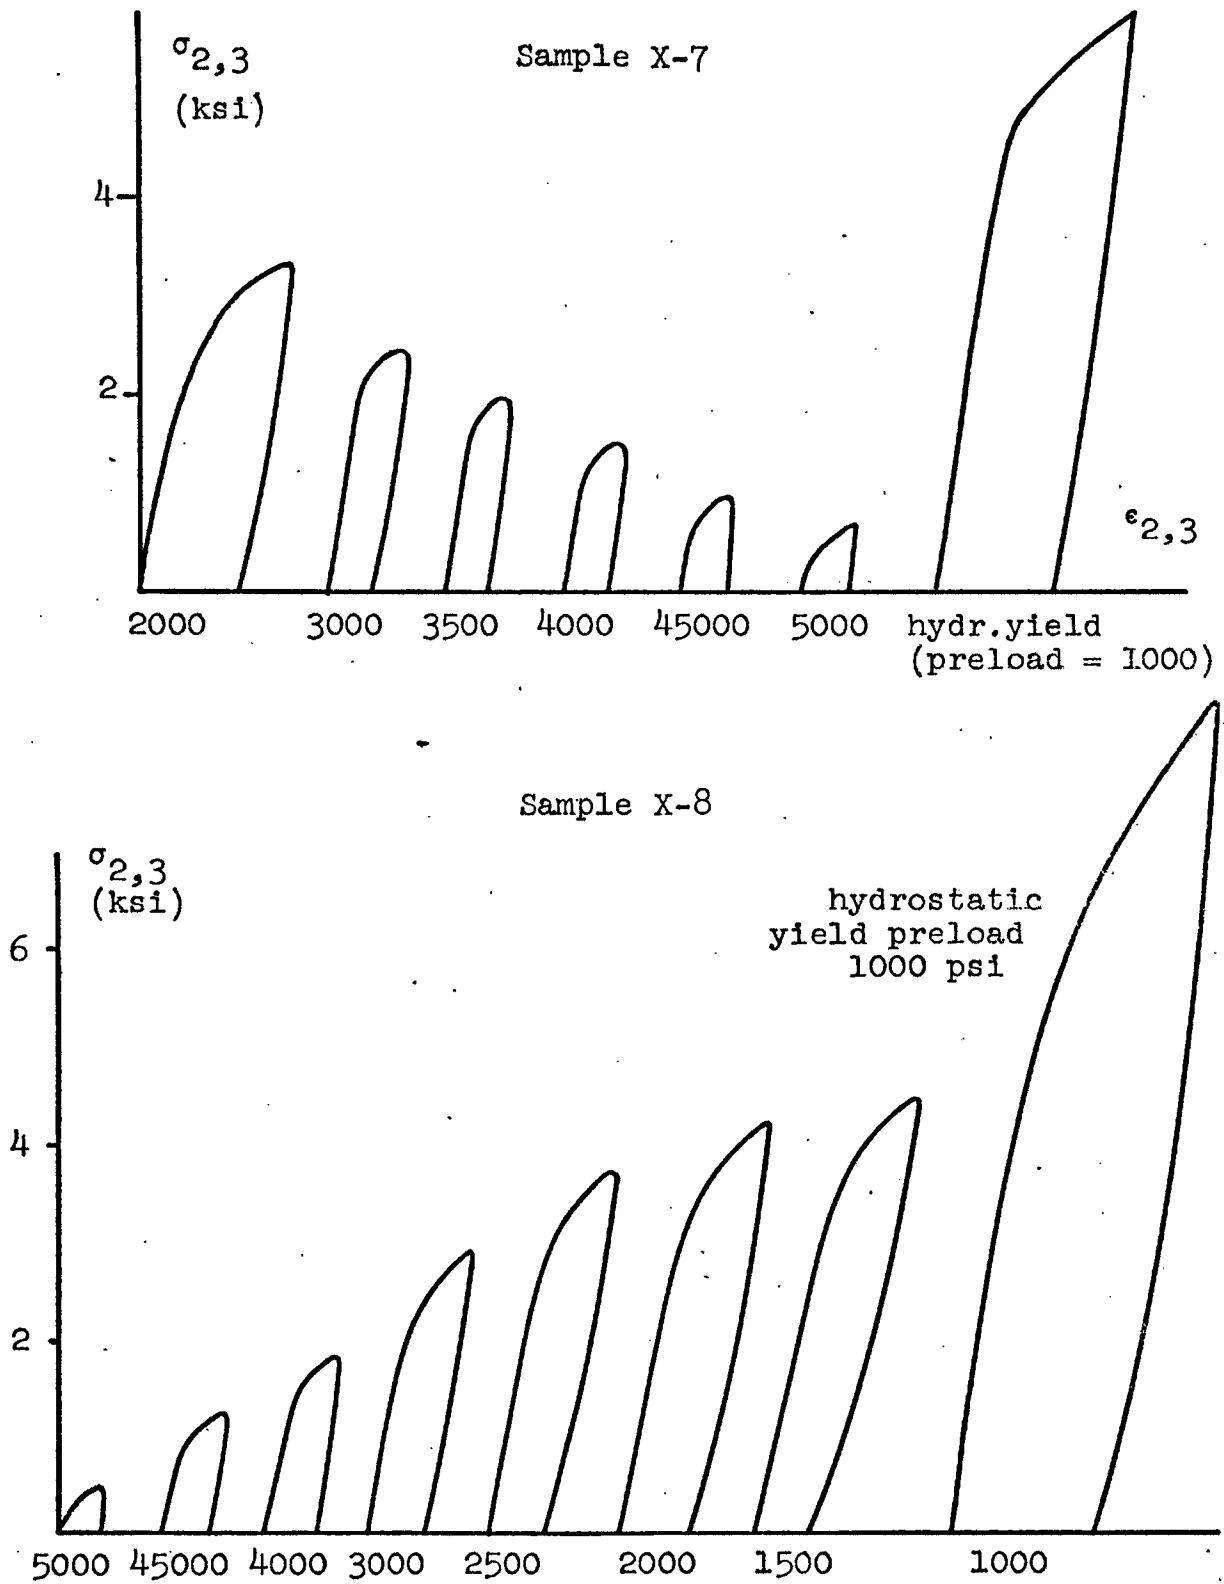 σ2,3
(ksi)
Sample X-7
4
2
ε2,3
2000 3000 3500 4000 45000 5000 hydr.yield
(preload = 1000)
Sample X-8
σ2,3
(ksi)
hydrostatic
yield preload
1000 psi
6
4
2
5000 45000 4000 3000 2500 2000 1500 1000